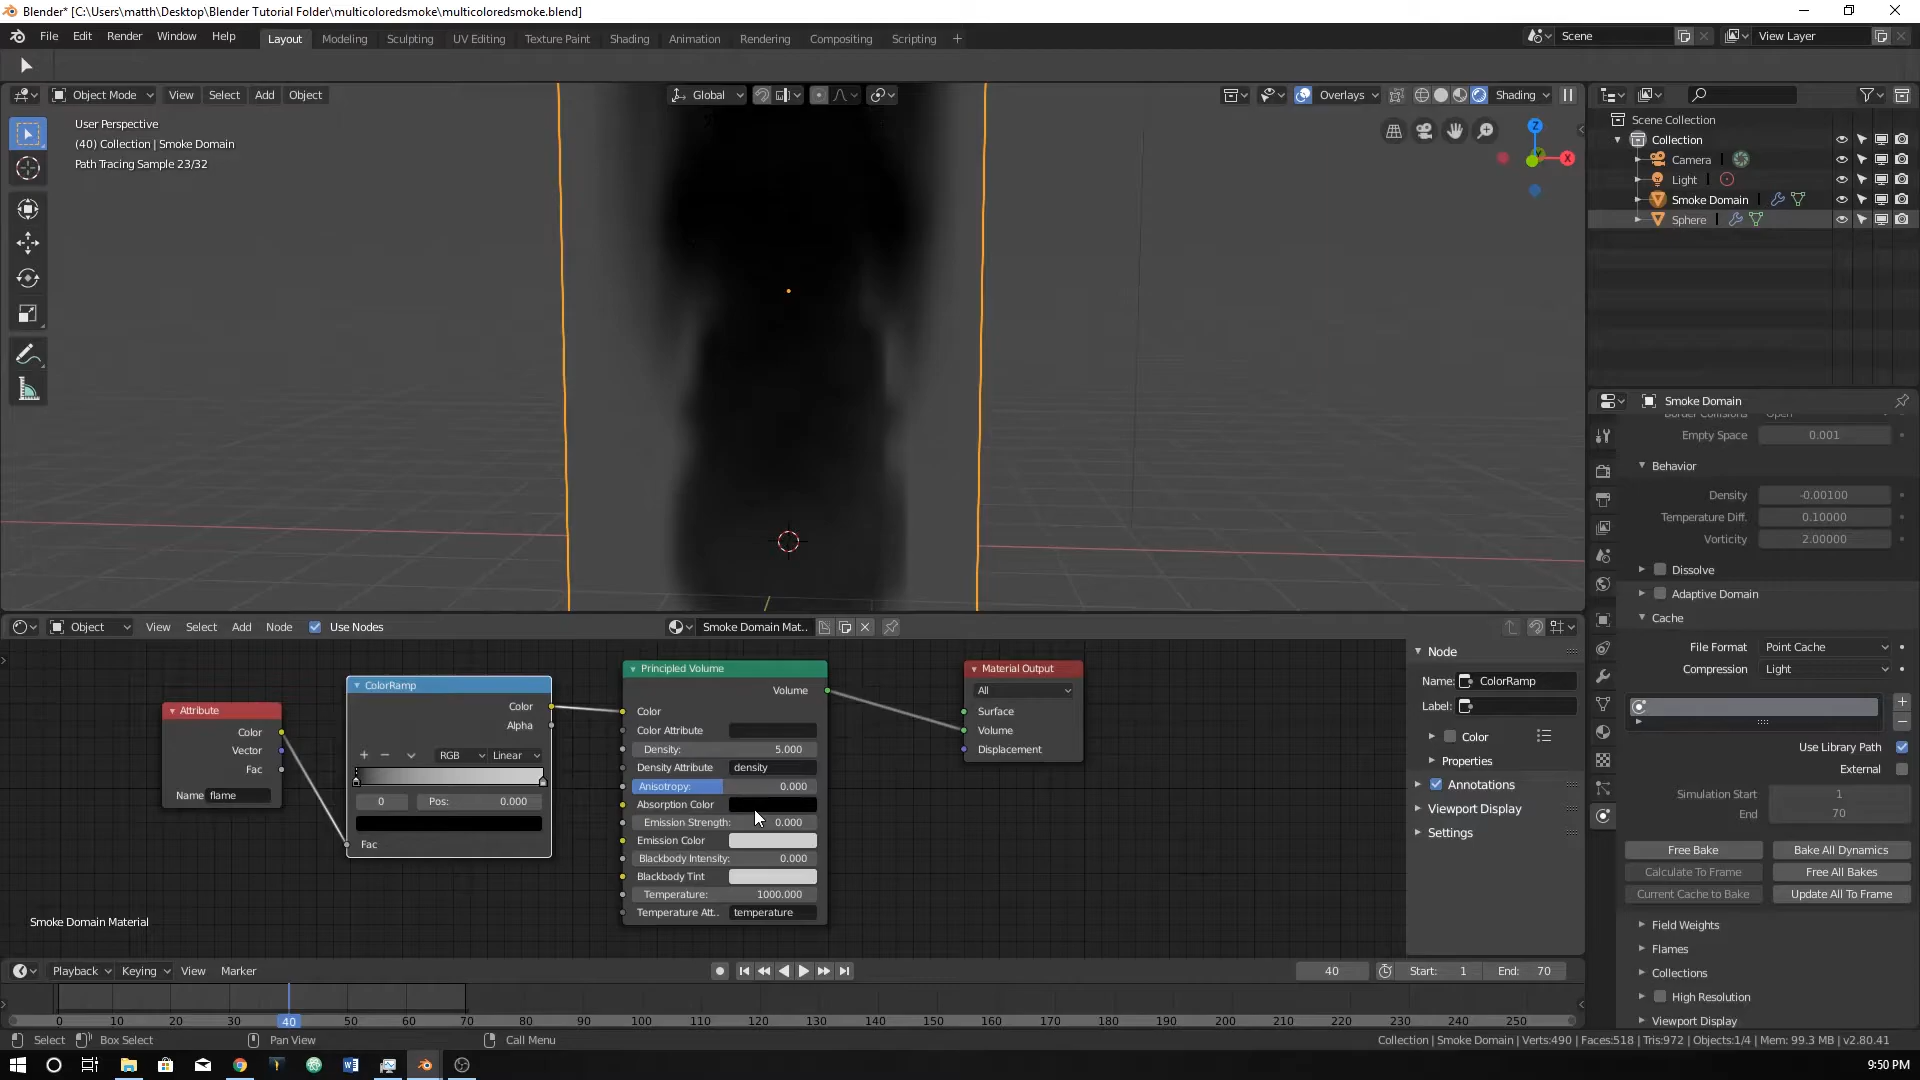 Blender* [C:\Users\matth\Desktop\Blender Tutorial Folder\multicoloredsmoke\multicoloredsmoke.blend]
File Edit Render Window Help Layout Modeling Sculpting UV Editing Texture Paint Shading Animation Rendering Compositing Scripting + Scene View Layer
Object Mode View Select Add Object Global Overlays Shading
User Perspective
(40) Collection | Smoke Domain
Path Tracing Sample 23/32
Z
X
Scene Collection
Collection
Camera
Light
Smoke Domain
Sphere
Smoke Domain
Border Collisions Open
Empty Space 0.001
Behavior
Density -0.00100
Temperature Diff. 0.10000
Vorticity 2.00000
Dissolve
Adaptive Domain
Cache
File Format Point Cache
Compression Light
Use Library Path
External
Simulation Start 1
End 70
Free Bake Bake All Dynamics
Calculate To Frame Free All Bakes
Current Cache to Bake Update All To Frame
Field Weights
Flames
Collections
High Resolution
Viewport Display
Object View Select Add Node Use Nodes Smoke Domain Mat..
Attribute
Color
Vector
Fac
Name flame
ColorRamp
Color
Alpha
RGB Linear
0 Pos: 0.000
Fac
Principled Volume
Volume
Color
Color Attribute
Density: 5.000
Density Attribute density
Anisotropy: 0.000
Absorption Color
Emission Strength: 0.000
Emission Color
Blackbody Intensity: 0.000
Blackbody Tint
Temperature: 1000.000
Temperature Att.. temperature
Material Output
All
Surface
Volume
Displacement
Node
Name: ColorRamp
Label:
Color
Properties
Annotations
Viewport Display
Settings
Smoke Domain Material
Playback Keying View Marker 40 Start: 1 End: 70
0 10 20 30 40 50 60 70 80 90 100 110 120 130 140 150 160 170 180 190 200 210 220 230 240 250
Select Box Select Pan View Call Menu Collection | Smoke Domain | Verts:490 | Faces:518 | Tris:972 | Objects:1/4 | Mem: 99.3 MB | v2.80.41
9:50 PM